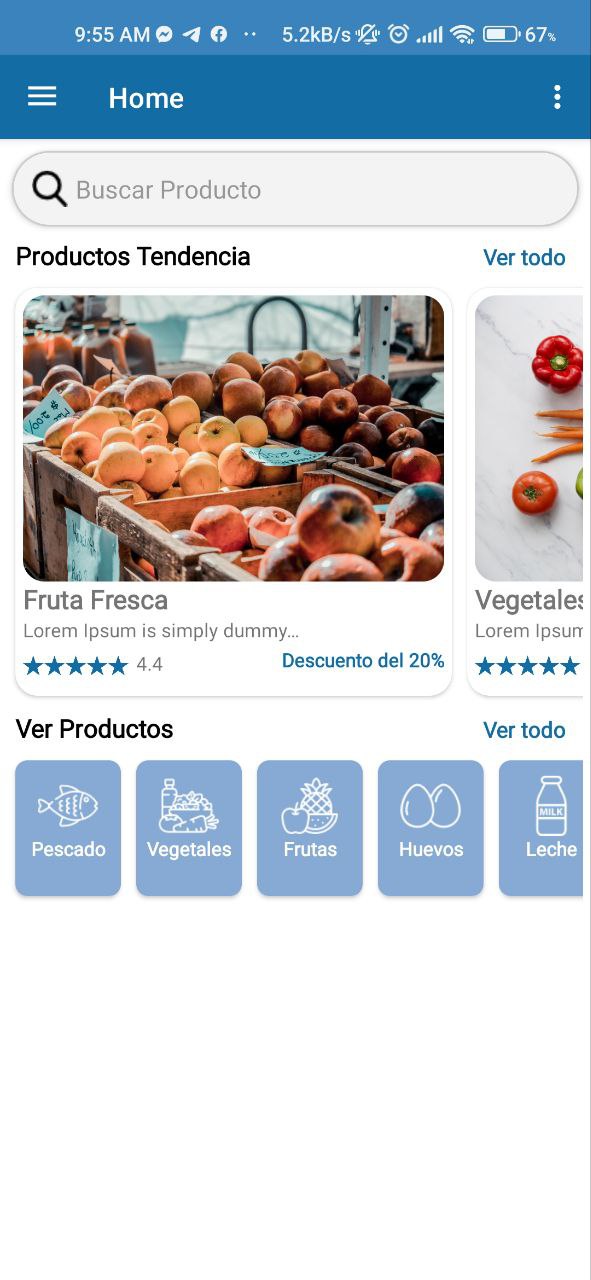 9:55 AM 5.2kB/s 67%
Home
Buscar Producto
Productos Tendencia Ver todo
Fruta Fresca Vegetales
Lorem Ipsum is simply dummy... Lorem Ipsum
4.4 Descuento del 20%
Ver Productos Ver todo
MILK
Pescado Vegetales Frutas Huevos Leche